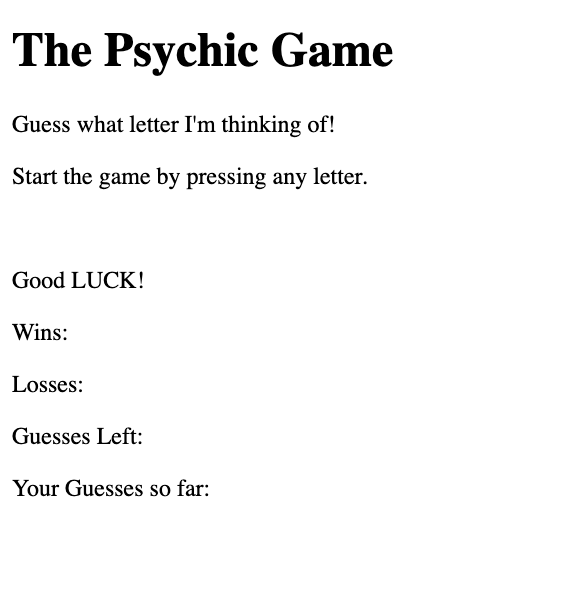 The Psychic Game
Guess what letter I'm thinking of!
Start the game by pressing any letter.
Good LUCK!
Wins:
Losses:
Guesses Left:
Your Guesses so far: